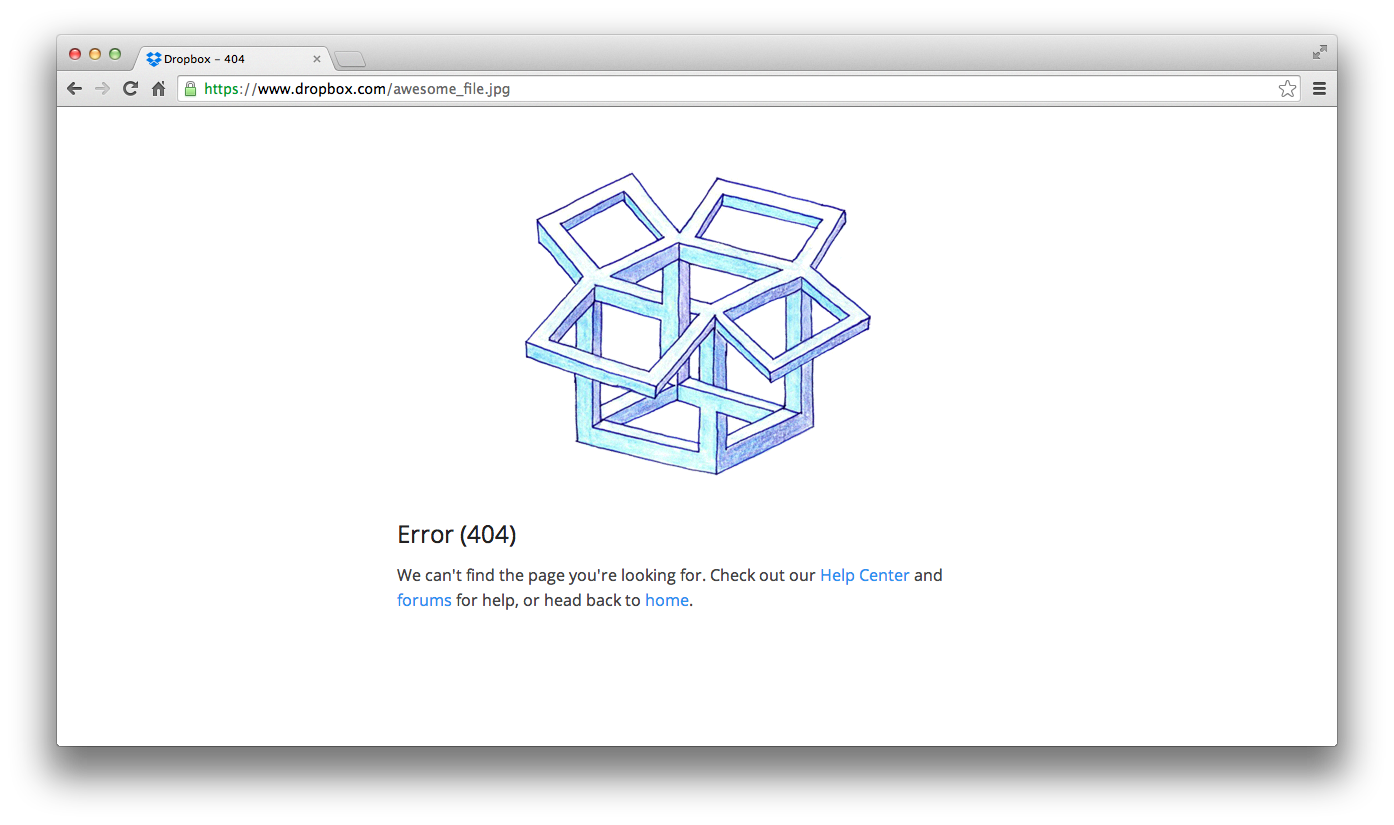 Dropbox – 404
https://www.dropbox.com/awesome_file.jpg
Error (404)
We can't find the page you're looking for. Check out our Help Center and
forums for help, or head back to home.